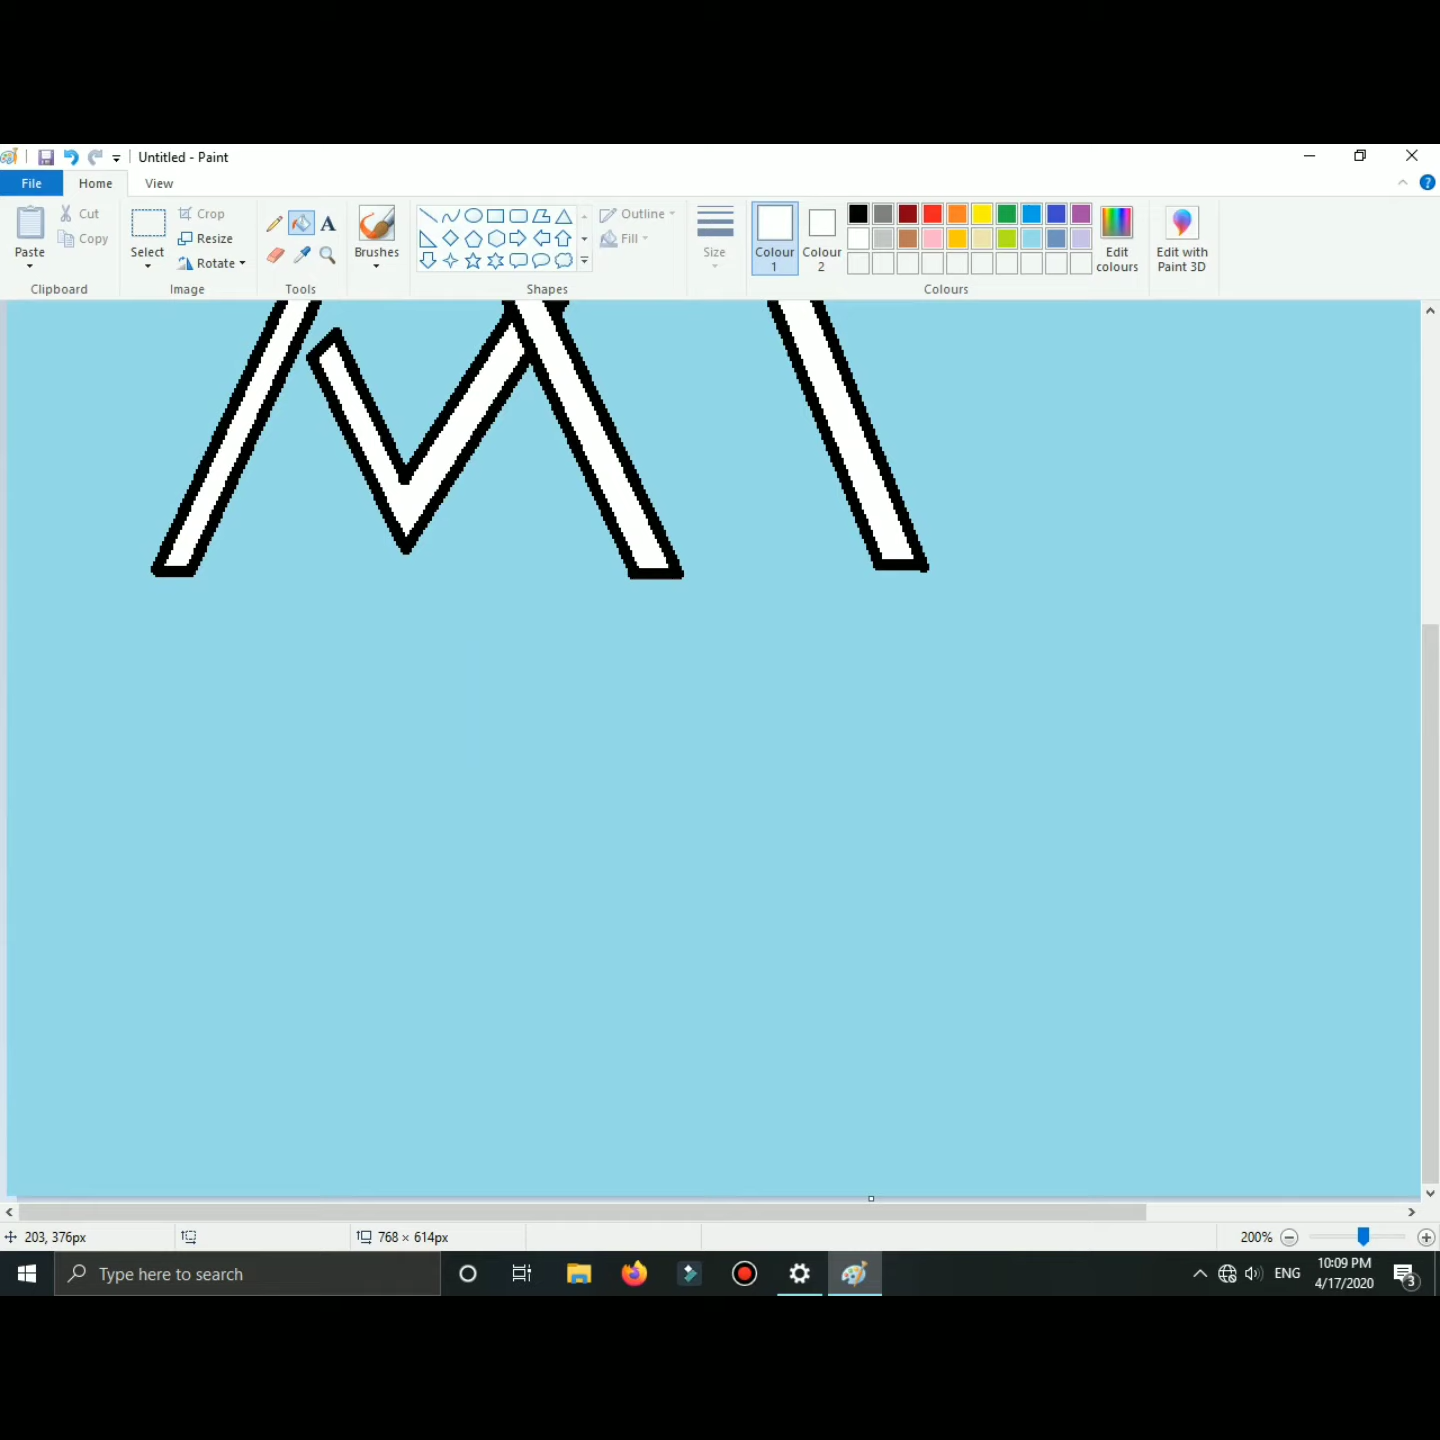 Untitled - Paint
File Home View
Paste
Cut
Copy
Clipboard
Select
Crop
Resize
Rotate
Image
A
Tools
Brushes
Outline
Fill
Shapes
Size
Colour 1
Colour 2
Edit colours
Colours
Edit with Paint 3D
203, 376px
768 × 614px
200%
Type here to search
ENG
10:09 PM
4/17/2020
3